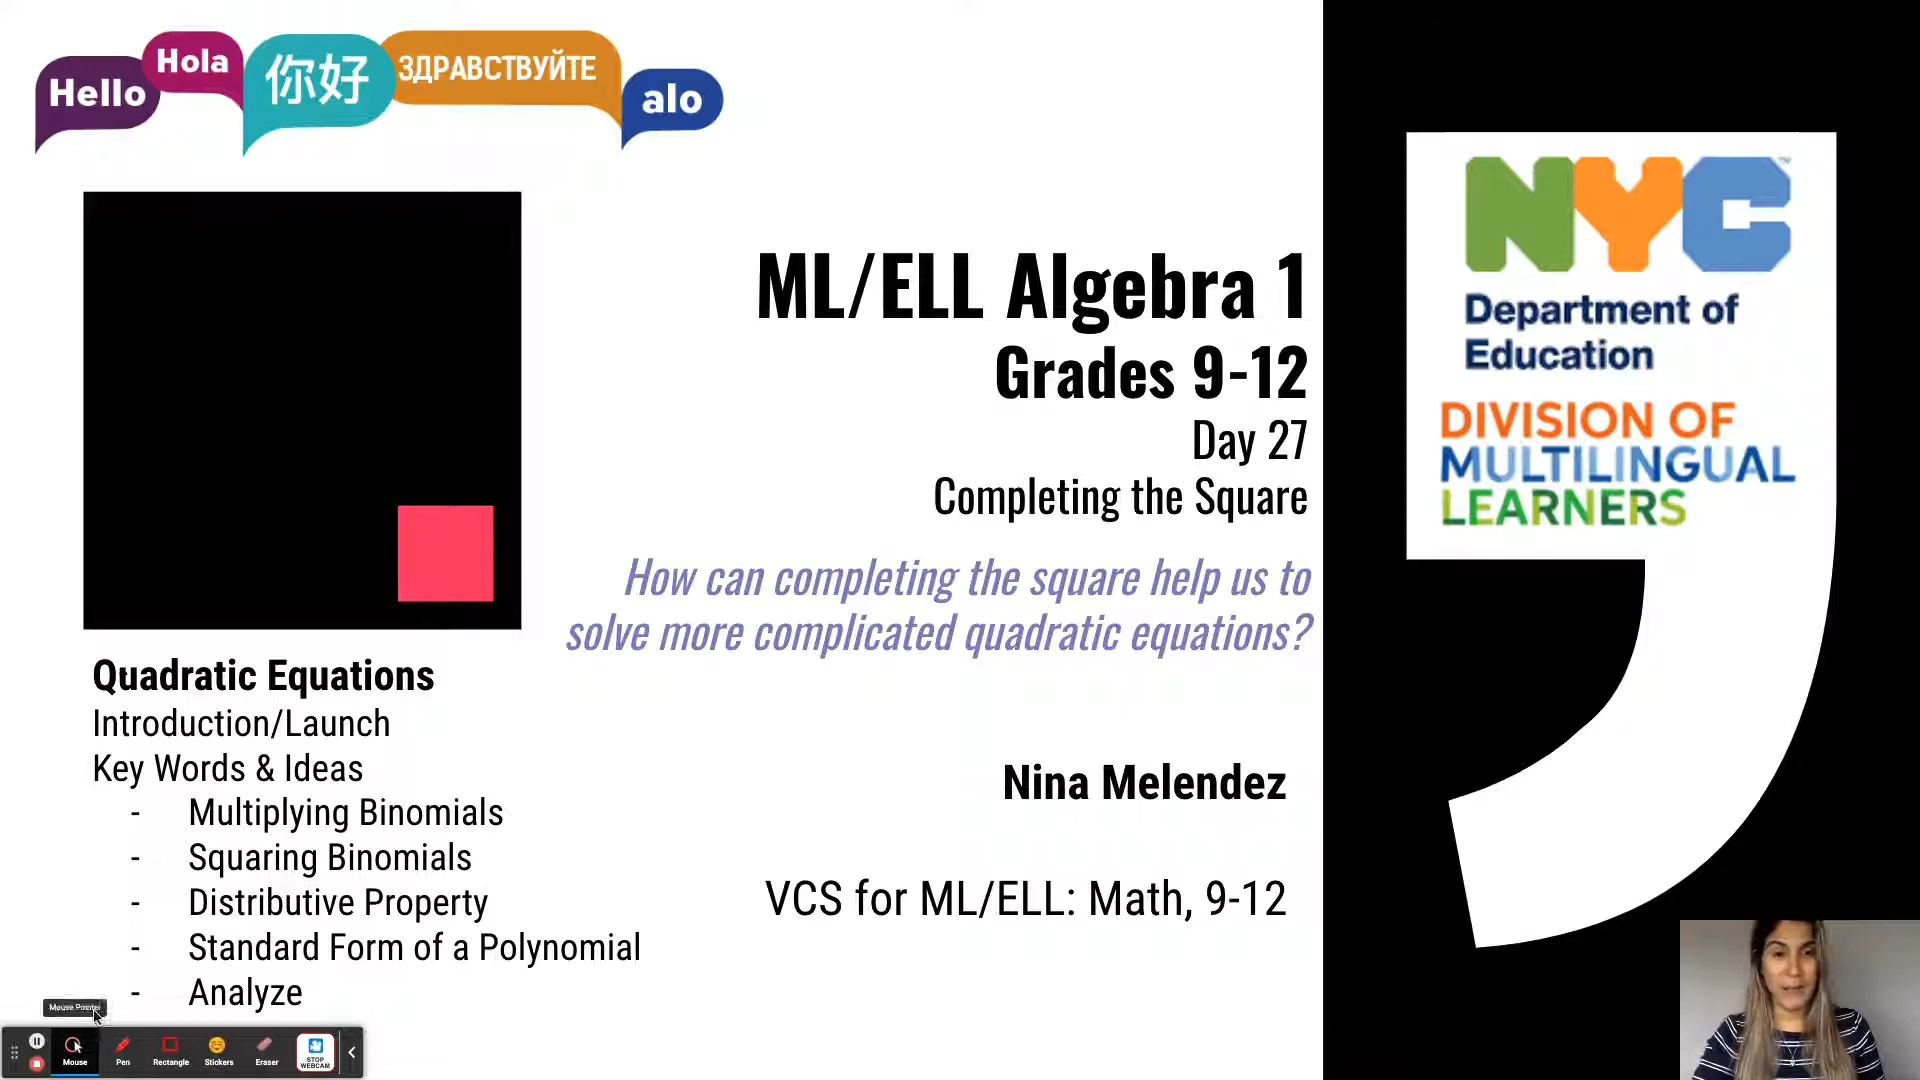 Hello
Hola
你好
ЗДРАВСТВУЙТЕ
alo
ML/ELL Algebra 1
Grades 9-12
Day 27
Completing the Square
How can completing the square help us to
solve more complicated quadratic equations?
Nina Melendez
VCS for ML/ELL: Math, 9-12
Quadratic Equations
Introduction/Launch
Key Words & Ideas
- Multiplying Binomials
- Squaring Binomials
- Distributive Property
- Standard Form of a Polynomial
- Analyze
NYC™
Department of
Education
DIVISION OF
MULTILINGUAL
LEARNERS
Mouse Pointer
Mouse
Pen
Rectangle
Stickers
Eraser
STOP
WEBCAM